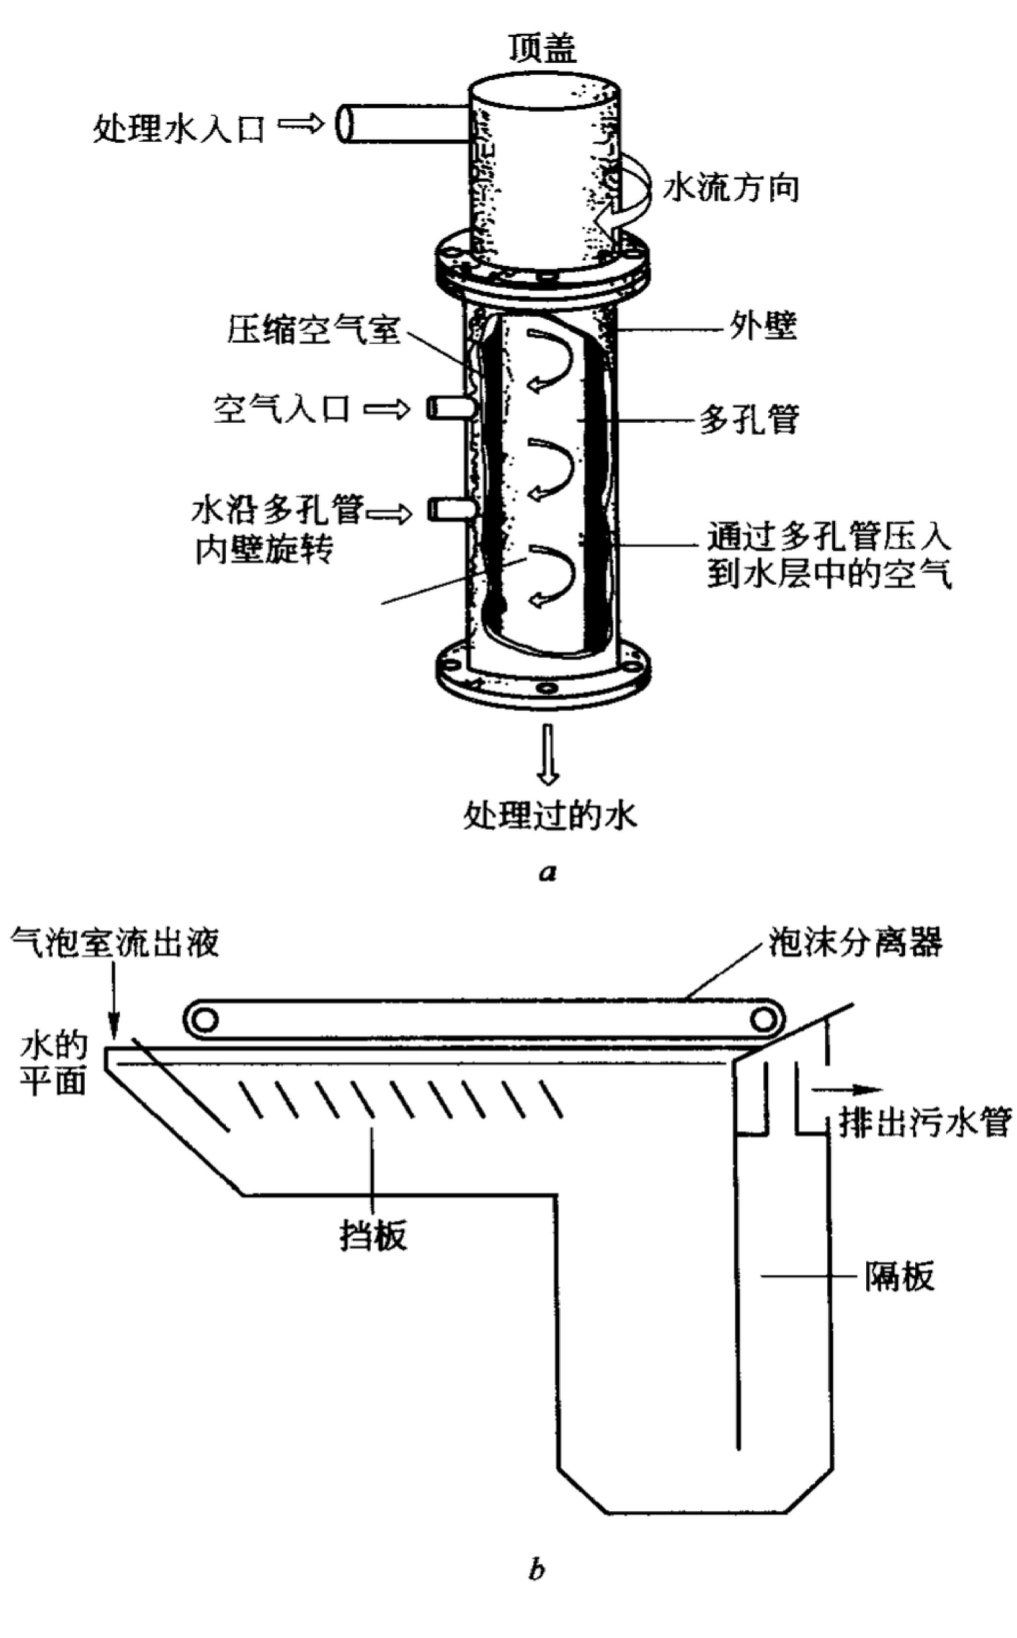 顶盖
处理水入口
水流方向
压缩空气室
外壁
空气入口
多孔管
水沿多孔管
内壁旋转
通过多孔管压入
到水层中的空气
处理过的水
a
气泡室流出液
泡沫分离器
水的
平面
排出污水管
挡板
隔板
b